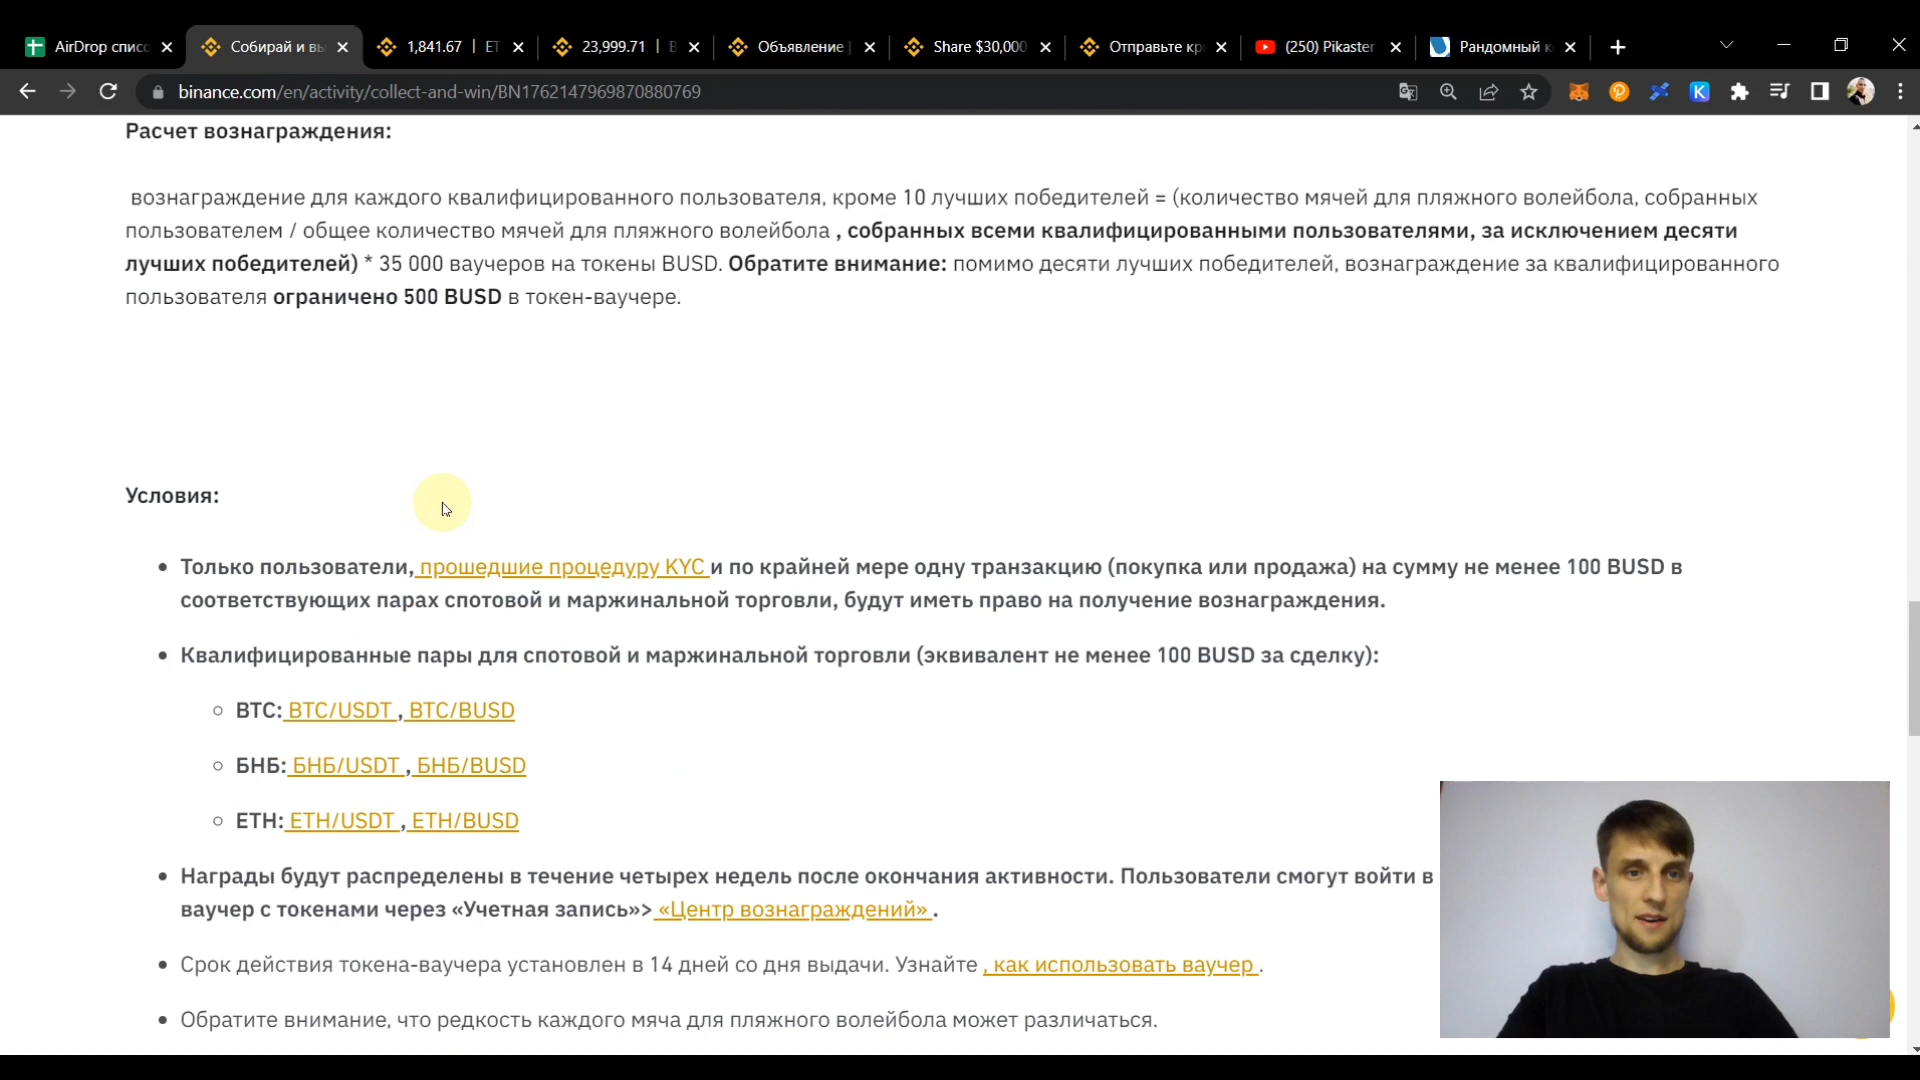 AirDrop списо
Собирай и вы
1,841.67 | ET
23,999.71 | B
Объявление |
Share $30,000
Отправьте кр
(250) Pikaster
Рандомный к
binance.com/en/activity/collect-and-win/BN1762147969870880769
Расчет вознаграждения:
вознаграждение для каждого квалифицированного пользователя, кроме 10 лучших победителей = (количество мячей для пляжного волейбола, собранных
пользователем / общее количество мячей для пляжного волейбола , собранных всеми квалифицированными пользователями, за исключением десяти
лучших победителей) * 35 000 ваучеров на токены BUSD. Обратите внимание: помимо десяти лучших победителей, вознаграждение за квалифицированного
пользователя ограничено 500 BUSD в токен-ваучере.
Условия:
• Только пользователи, прошедшие процедуру KYC и по крайней мере одну транзакцию (покупка или продажа) на сумму не менее 100 BUSD в
соответствующих парах спотовой и маржинальной торговли, будут иметь право на получение вознаграждения.
• Квалифицированные пары для спотовой и маржинальной торговли (эквивалент не менее 100 BUSD за сделку):
○ BTC: BTC/USDT , BTC/BUSD
○ БНБ: БНБ/USDT , БНБ/BUSD
○ ETH: ETH/USDT , ETH/BUSD
• Награды будут распределены в течение четырех недель после окончания активности. Пользователи смогут войти в
ваучер с токенами через «Учетная запись»> «Центр вознаграждений» .
• Срок действия токена-ваучера установлен в 14 дней со дня выдачи. Узнайте , как использовать ваучер .
• Обратите внимание, что редкость каждого мяча для пляжного волейбола может различаться.